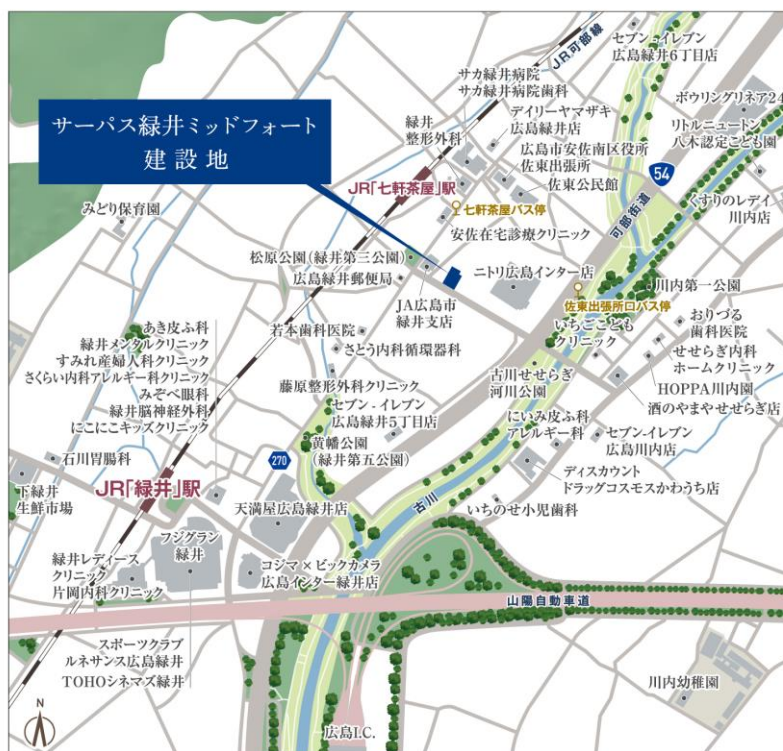 セブン-イレブン
広島緑井6丁目店
JR可部線
サカ緑井病院
サカ緑井病院歯科
ボウリングリネア24
デイリーヤマザキ
広島緑井店
リトルニュートン
八木認定こども園
サーパス緑井ミッドフォート
建設地
緑井
整形外科
広島市安佐南区役所
佐東出張所
54
JR「七軒茶屋」駅
佐東公民館
くすりのレデイ
川内店
みどり保育園
七軒茶屋バス停
可部街道
安佐在宅診療クリニック
松原公園(緑井第三公園)
広島緑井郵便局
ニトリ広島インター店
川内第一公園
JA広島市
緑井支店
佐東出張所口バス停
おりづる
歯科医院
あき皮ふ科
緑井メンタルクリニック
すみれ産婦人科クリニック
さくらい内科アレルギー科クリニック
みぞべ眼科
緑井脳神経外科
にこにこキッズクリニック
若本歯科医院
さとう内科循環器科
いちごこども
クリニック
せせらぎ内科
ホームクリニック
HOPPA川内園
藤原整形外科クリニック
古川せせらぎ
河川公園
酒のやまやせせらぎ店
セブン-イレブン
広島緑井5丁目店
にいみ皮ふ科
アレルギー科
セブン-イレブン
広島川内店
黄幡公園
(緑井第五公園)
石川胃腸科
270
ディスカウント
ドラッグコスモスかわうち店
JR「緑井」駅
下緑井
生鮮市場
天満屋広島緑井店
古川
いちのせ小児歯科
フジグラン
緑井
緑井レディース
クリニック
片岡内科クリニック
コジマ×ビックカメラ
広島インター緑井店
山陽自動車道
スポーツクラブ
ルネサンス広島緑井
TOHOシネマズ緑井
川内幼稚園
N
広島I.C.